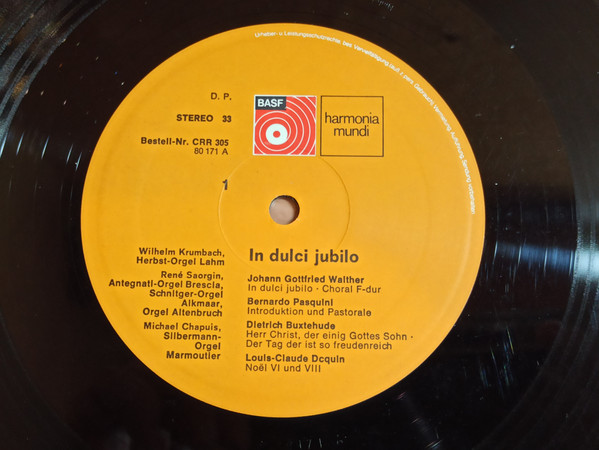 Urheber- u. Leistungsschutzrechte bei
D. P.
STEREO 33
BASF
harmonia
mundi
Bestell-Nr. CRR 305
80 171 A
1
In dulci jubilo
Wilhelm Krumbach,
Herbst-Orgel Lahm
René Saorgin,
Antegnati-Orgel Brescia,
Schnitger-Orgel
Alkmaar,
Orgel Altenbruch
Michael Chapuis,
Silbermann-
Orgel
Marmoutier
Johann Gottfried Walther
In dulci jubilo · Choral F-dur
Bernardo Pasquini
Introduktion und Pastorale
Dietrich Buxtehude
Herr Christ, der einig Gottes Sohn ·
Der Tag der ist so freudenreich
Louis-Claude Dcquin
Noël VI und VIII